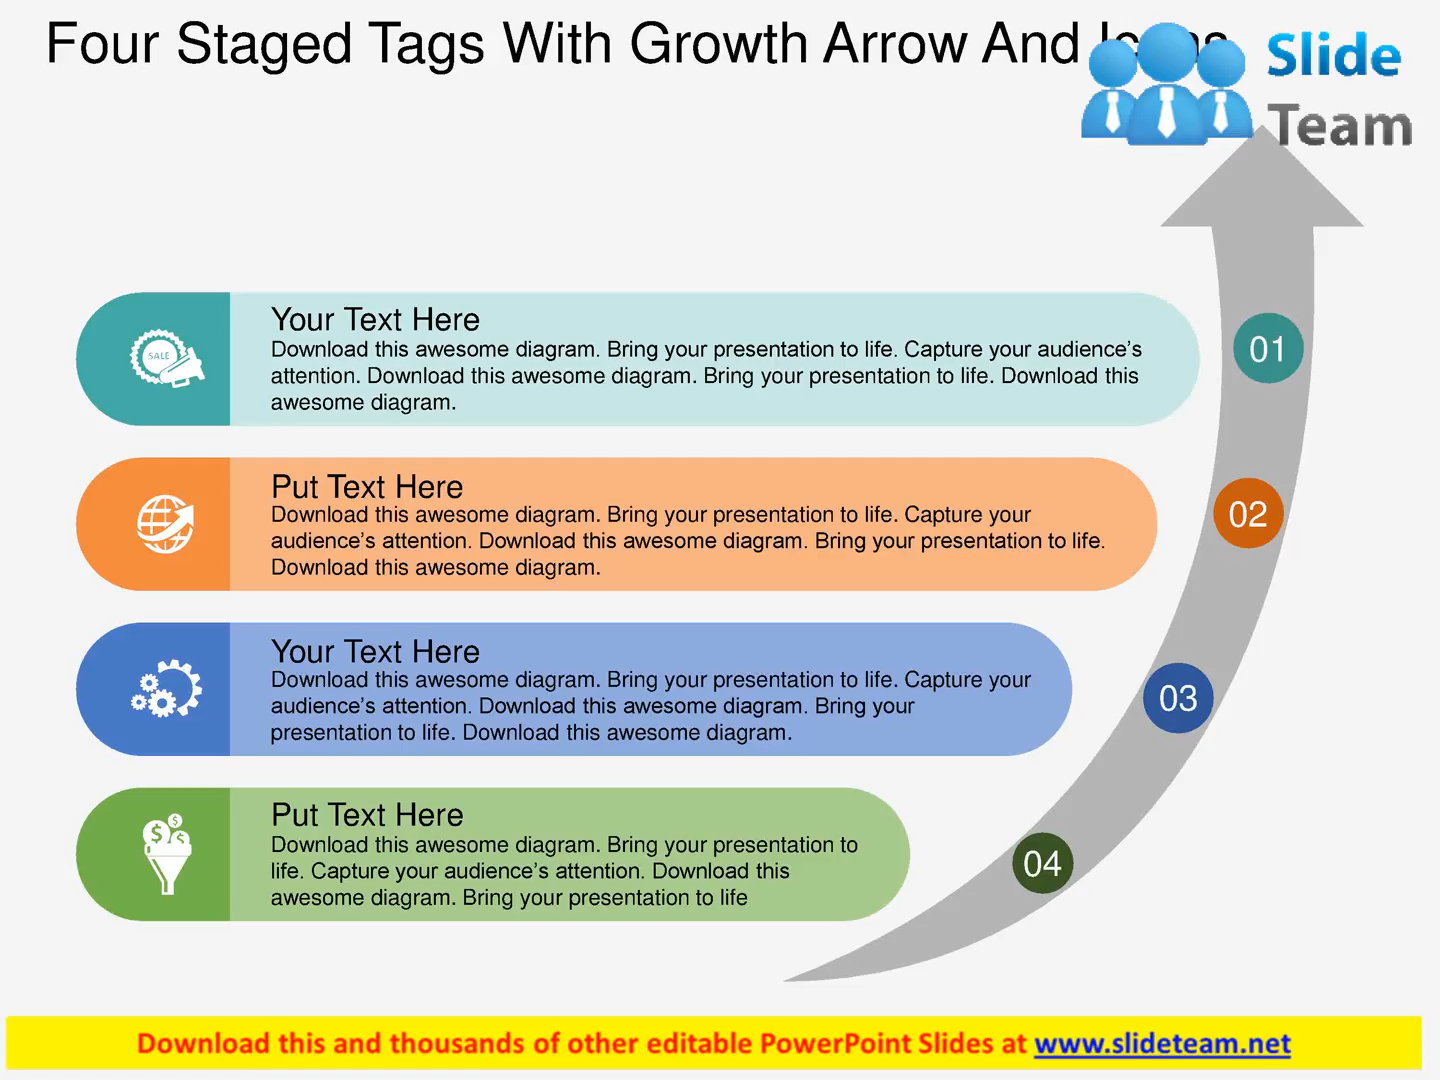 Four Staged Tags With Growth Arrow And
Slide
Team
SALE
Your Text Here
Download this awesome diagram. Bring your presentation to life. Capture your audience’s
attention. Download this awesome diagram. Bring your presentation to life. Download this
awesome diagram.
01
Put Text Here
Download this awesome diagram. Bring your presentation to life. Capture your
audience’s attention. Download this awesome diagram. Bring your presentation to life.
Download this awesome diagram.
02
Your Text Here
Download this awesome diagram. Bring your presentation to life. Capture your
audience’s attention. Download this awesome diagram. Bring your
presentation to life. Download this awesome diagram.
03
Put Text Here
Download this awesome diagram. Bring your presentation to
life. Capture your audience’s attention. Download this
awesome diagram. Bring your presentation to life
04
Download this and thousands of other editable PowerPoint Slides at www.slideteam.net